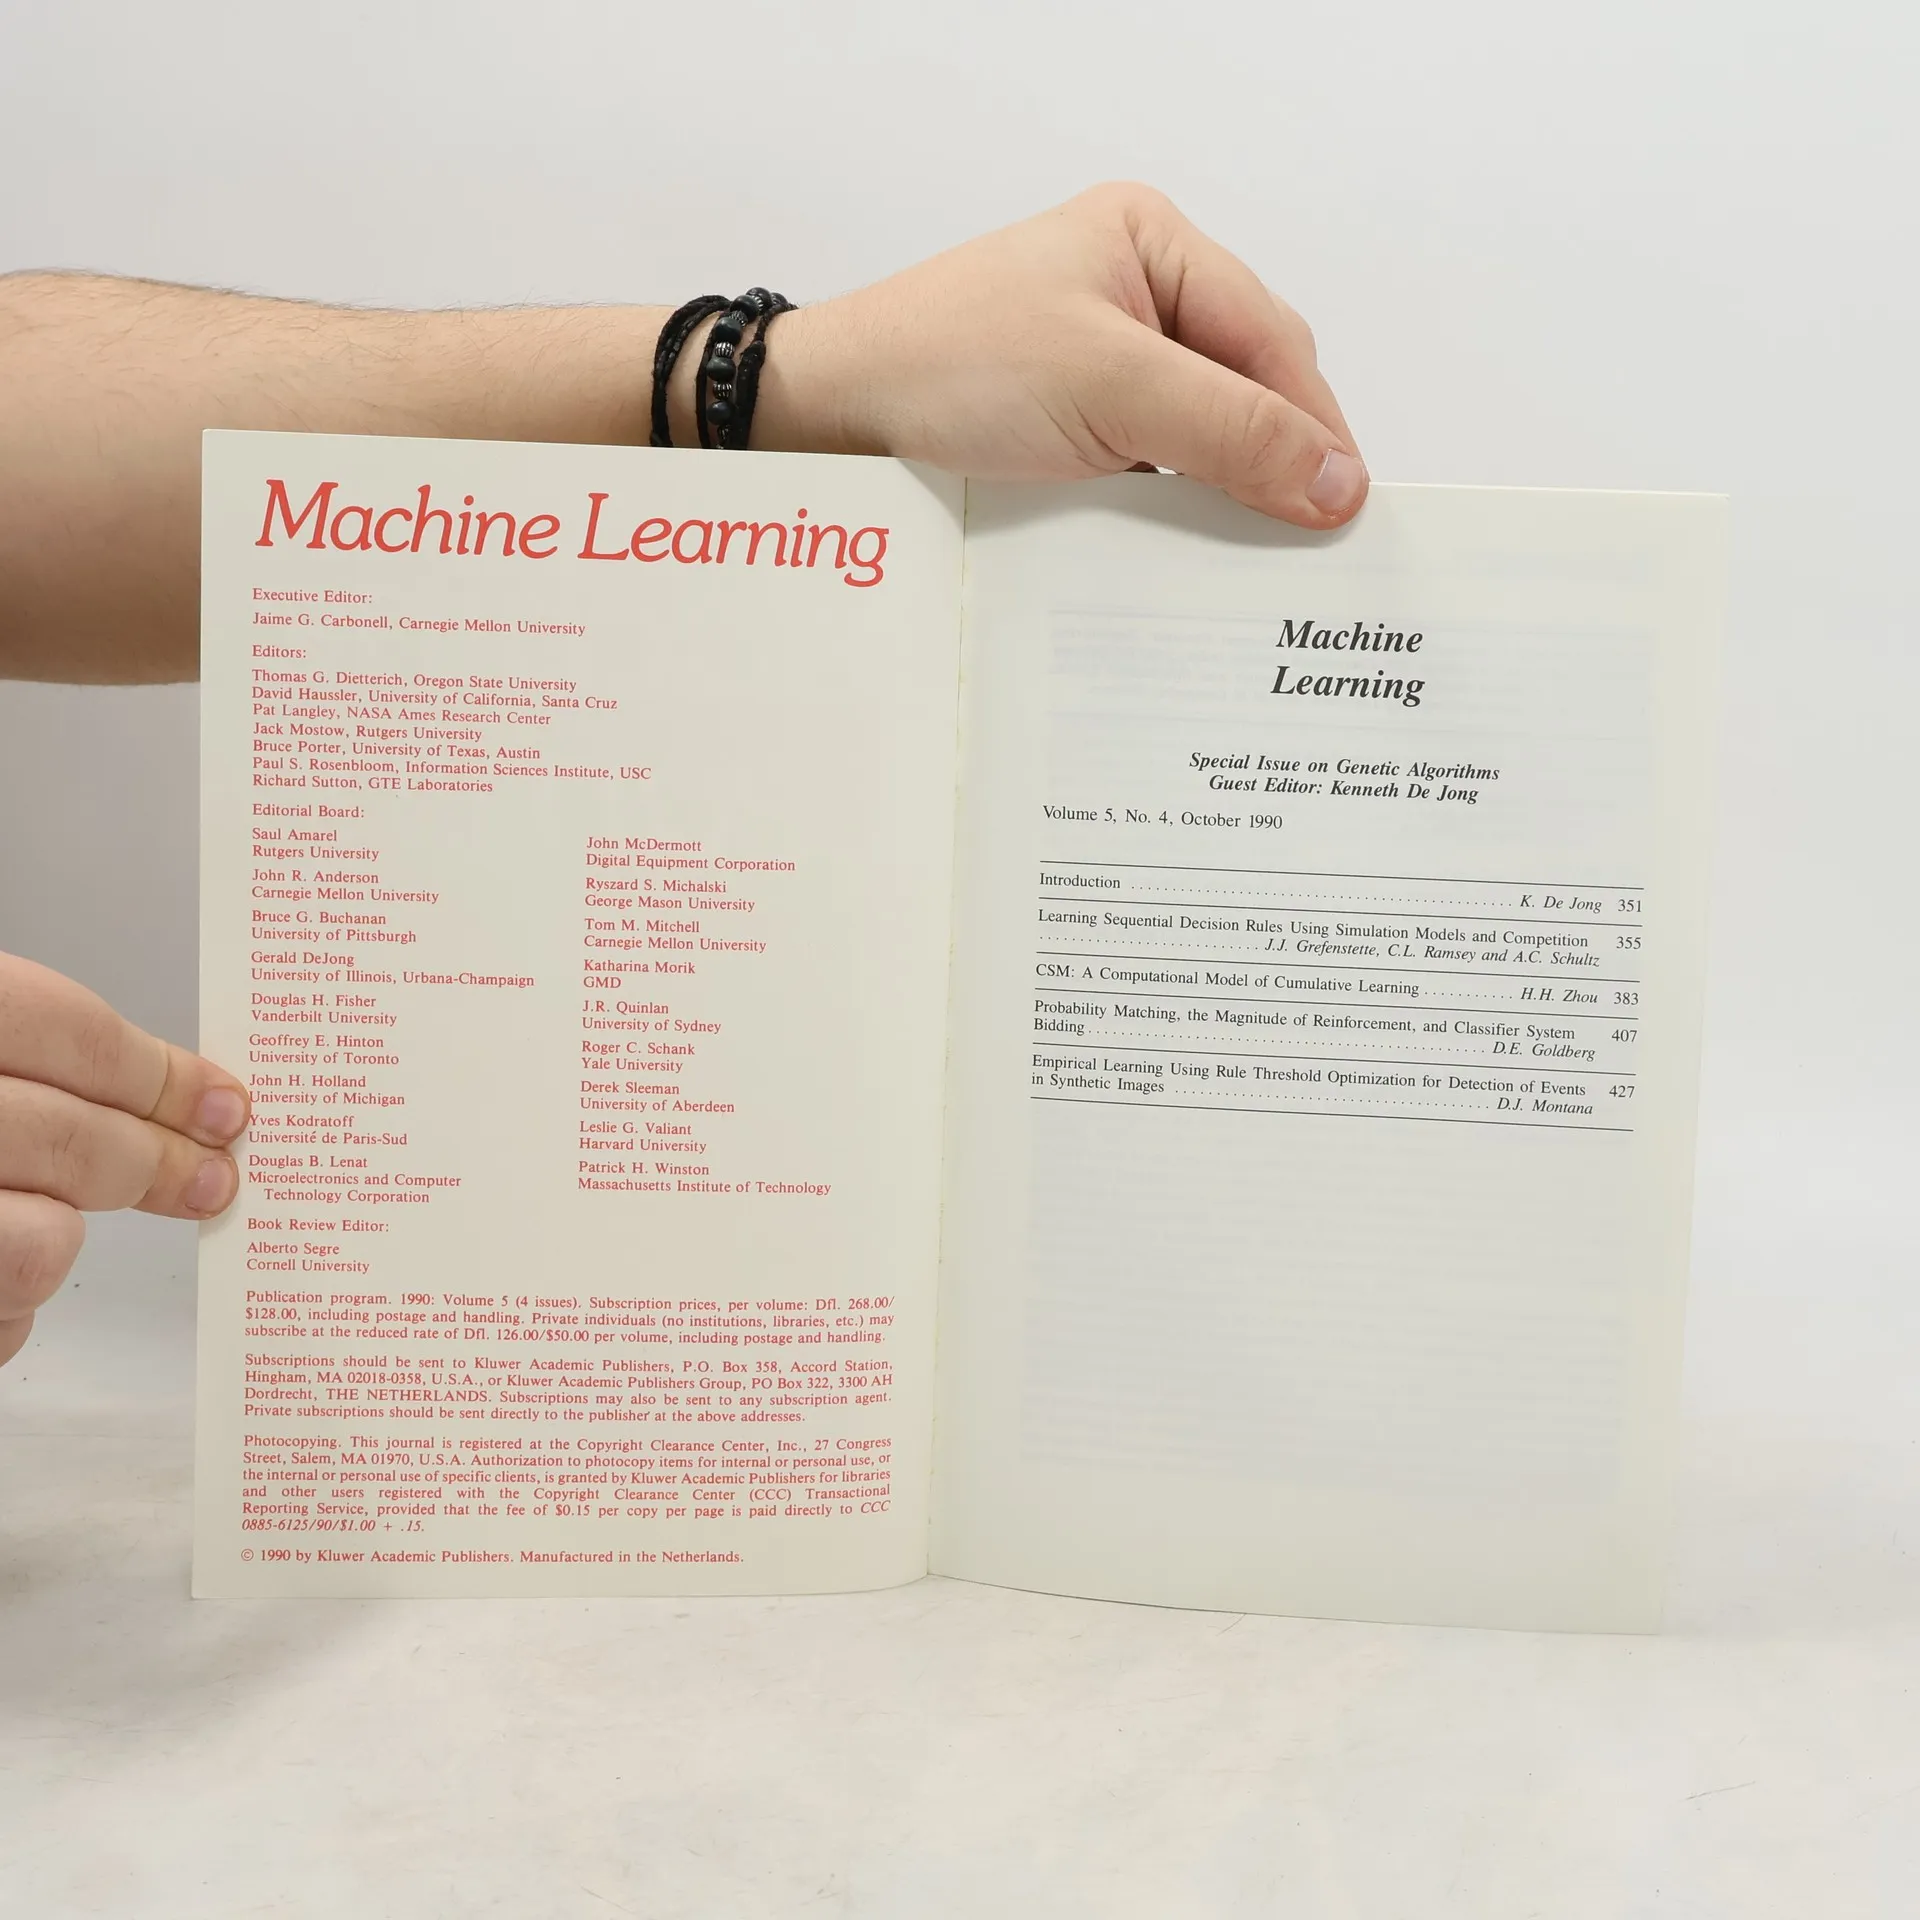 Machine Learning
Executive Editor:
Jaime G. Carbonell, Carnegie Mellon University
Editors:
Thomas G. Dietterich, Oregon State University
David Haussler, University of California, Santa Cruz
Pat Langley, NASA Ames Research Center
Jack Mostow, Rutgers University
Bruce Porter, University of Texas, Austin
Paul S. Rosenbloom, Information Sciences Institute, USC
Richard Sutton, GTE Laboratories
Editorial Board:
Saul Amarel
Rutgers University
John R. Anderson
Carnegie Mellon University
Bruce G. Buchanan
University of Pittsburgh
Gerald DeJong
University of Illinois, Urbana-Champaign
Douglas H. Fisher
Vanderbilt University
Geoffrey E. Hinton
University of Toronto
John H. Holland
University of Michigan
Yves Kodratoff
Université de Paris-Sud
Douglas B. Lenat
Microelectronics and Computer
Technology Corporation
John McDermott
Digital Equipment Corporation
Ryszard S. Michalski
George Mason University
Tom M. Mitchell
Carnegie Mellon University
Katharina Morik
GMD
J.R. Quinlan
University of Sydney
Roger C. Schank
Yale University
Derek Sleeman
University of Aberdeen
Leslie G. Valiant
Harvard University
Patrick H. Winston
Massachusetts Institute of Technology
Book Review Editor:
Alberto Segre
Cornell University
Publication program. 1990: Volume 5 (4 issues). Subscription prices, per volume: Dfl. 268.00/
$128.00, including postage and handling. Private individuals (no institutions, libraries, etc.) may
subscribe at the reduced rate of Dfl. 126.00/$50.00 per volume, including postage and handling.
Subscriptions should be sent to Kluwer Academic Publishers, P.O. Box 358, Accord Station,
Hingham, MA 02018-0358, U.S.A., or Kluwer Academic Publishers Group, PO Box 322, 3300 AH
Dordrecht, THE NETHERLANDS. Subscriptions may also be sent to any subscription agent.
Private subscriptions should be sent directly to the publisher at the above addresses.
Photocopying. This journal is registered at the Copyright Clearance Center, Inc., 27 Congress
Street, Salem, MA 01970, U.S.A. Authorization to photocopy items for internal or personal use, or
the internal or personal use of specific clients, is granted by Kluwer Academic Publishers for libraries
and other users registered with the Copyright Clearance Center (CCC) Transactional
Reporting Service, provided that the fee of $0.15 per copy per page is paid directly to CCC
0885-6125/90/$1.00 + .15.
© 1990 by Kluwer Academic Publishers. Manufactured in the Netherlands.
Machine
Learning
Special Issue on Genetic Algorithms
Guest Editor: Kenneth De Jong
Volume 5, No. 4, October 1990
Introduction ........ K. De Jong 351
Learning Sequential Decision Rules Using Simulation Models and Competition 355
........ J.J. Grefenstette, C.L. Ramsey and A.C. Schultz
CSM: A Computational Model of Cumulative Learning ........ H.H. Zhou 383
Probability Matching, the Magnitude of Reinforcement, and Classifier System 407
Bidding ........ D.E. Goldberg
Empirical Learning Using Rule Threshold Optimization for Detection of Events 427
in Synthetic Images ........ D.J. Montana